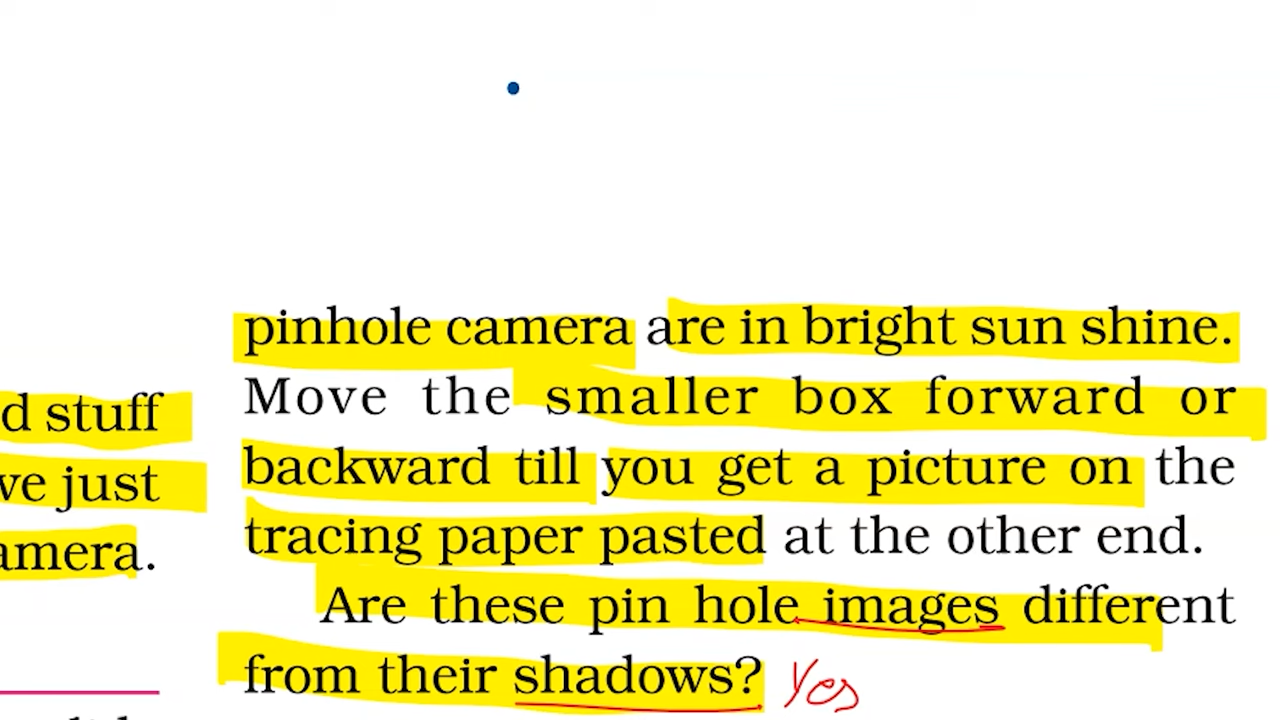 d stuff
ve just
amera.
pinhole camera are in bright sun shine.
Move the smaller box forward or
backward till you get a picture on the
tracing paper pasted at the other end.
Are these pin hole images different
from their shadows? Yes